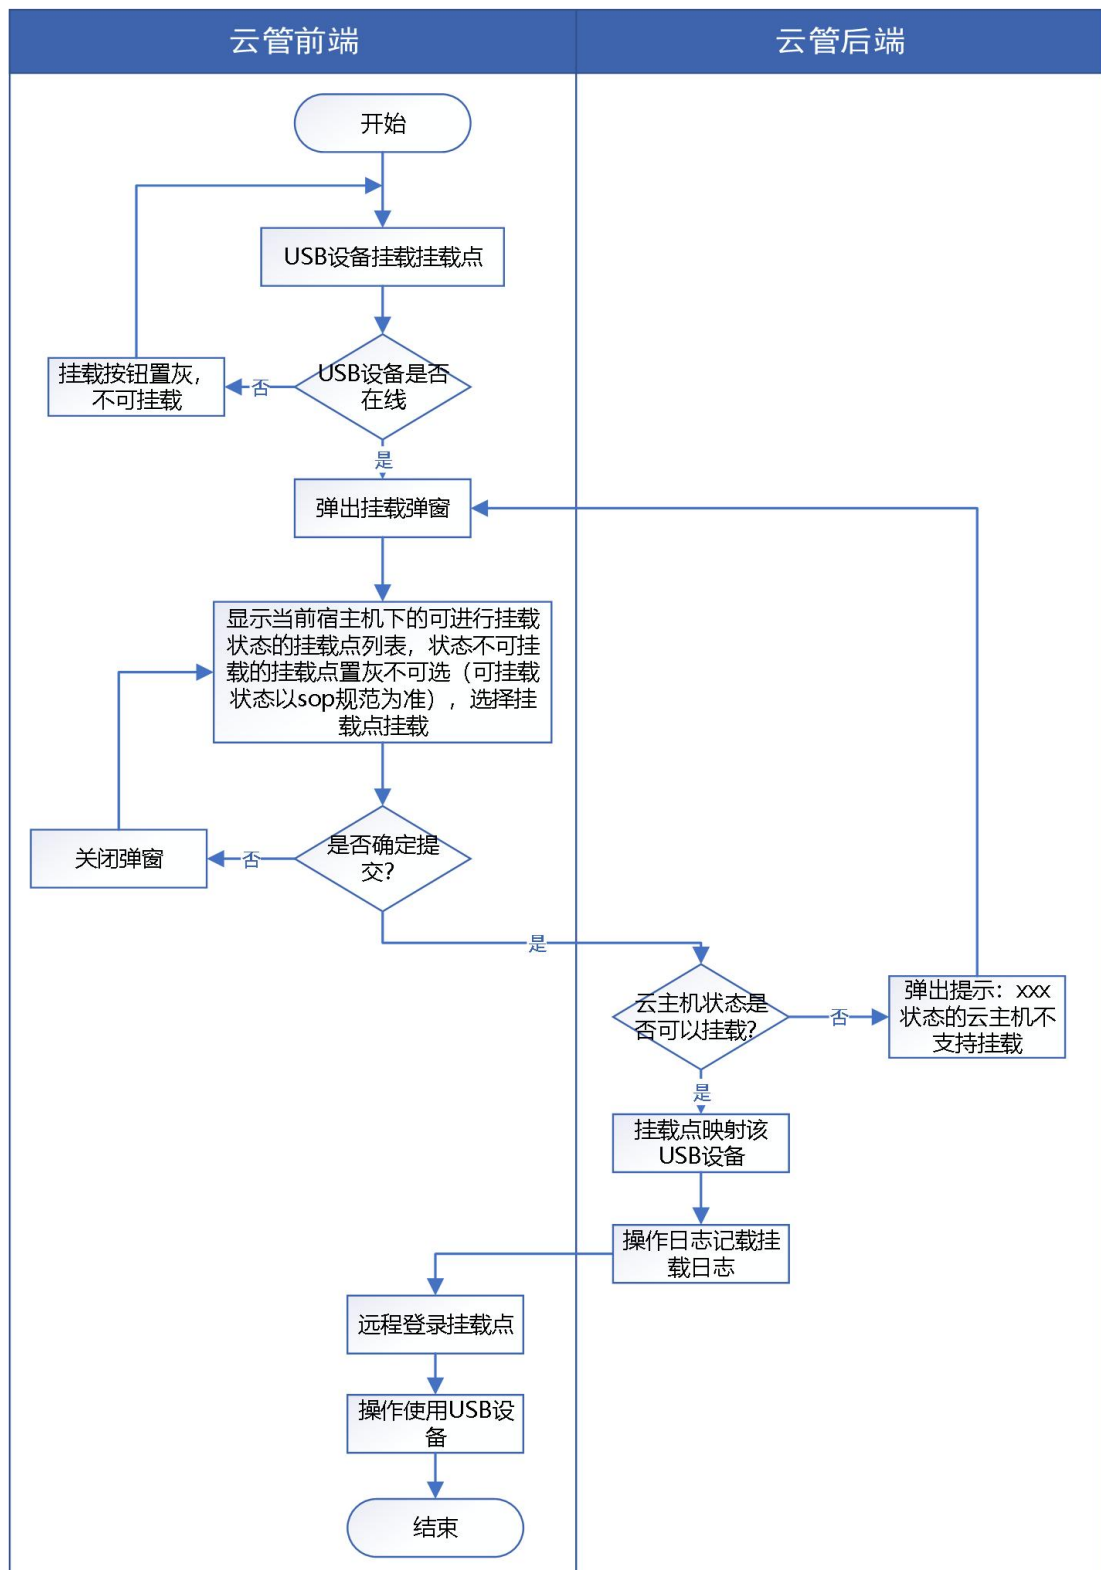 云管前端
云管后端
开始
USB设备挂载挂载点
USB设备是否
在线
否
挂载按钮置灰，
不可挂载
是
弹出挂载弹窗
显示当前宿主机下的可进行挂载
状态的挂载点列表，状态不可挂
载的挂载点置灰不可选（可挂载
状态以sop规范为准），选择挂
载点挂载
是否确定提
交?
否
关闭弹窗
是
云主机状态是
否可以挂载?
否
弹出提示：xxx
状态的云主机不
支持挂载
是
挂载点映射该
USB设备
操作日志记载挂
载日志
远程登录挂载点
操作使用USB设
备
结束